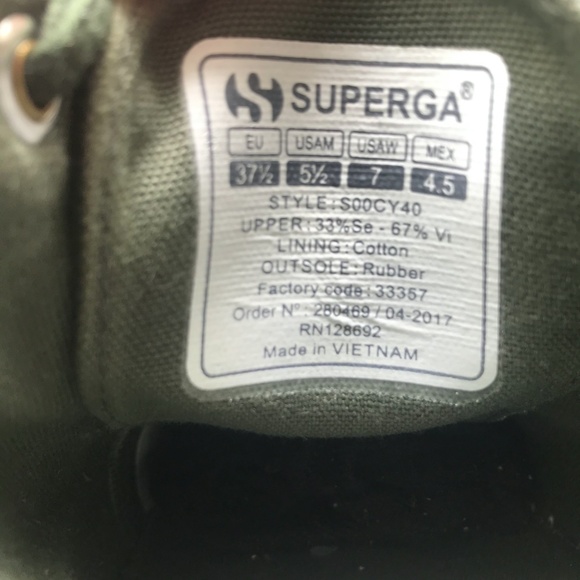 SUPERGA®
EU USAM USAW MEX
37½ 5½ 7 4.5
STYLE: S00CY40
UPPER: 33%Se - 67% Vi
LINING: Cotton
OUTSOLE: Rubber
Factory code: 33357
Order N°: 280469 / 04-2017
RN128692
Made in VIETNAM